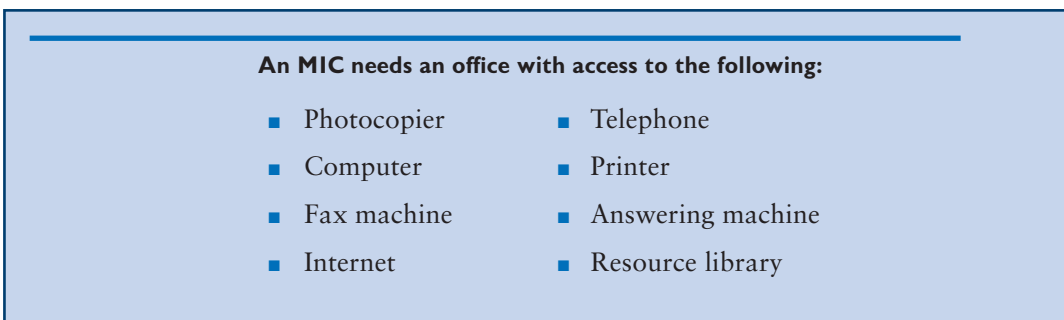 An MIC needs an office with access to the following:
■ Photocopier
■ Computer
■ Fax machine
■ Internet
■ Telephone
■ Printer
■ Answering machine
■ Resource library